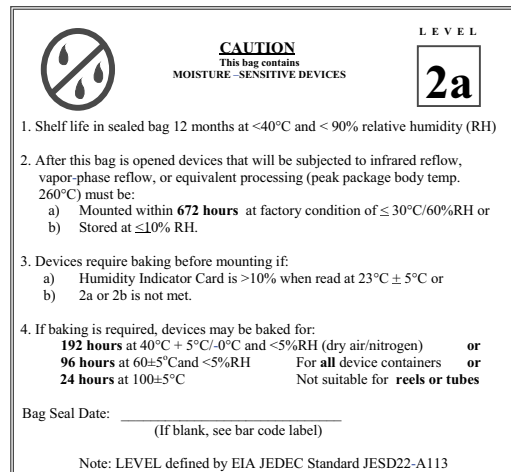 LEVEL
CAUTION
This bag contains
MOISTURE –SENSITIVE DEVICES
2a
1. Shelf life in sealed bag 12 months at <40°C and < 90% relative humidity (RH)
2. After this bag is opened devices that will be subjected to infrared reflow,
vapor-phase reflow, or equivalent processing (peak package body temp.
260°C) must be:
a) Mounted within 672 hours at factory condition of ≤ 30°C/60%RH or
b) Stored at ≤10% RH.
3. Devices require baking before mounting if:
a) Humidity Indicator Card is >10% when read at 23°C ± 5°C or
b) 2a or 2b is not met.
4. If baking is required, devices may be baked for:
192 hours at 40°C + 5°C/-0°C and <5%RH (dry air/nitrogen) or
96 hours at 60±5°Cand <5%RH For all device containers or
24 hours at 100±5°C Not suitable for reels or tubes
Bag Seal Date: ______________________________
(If blank, see bar code label)
Note: LEVEL defined by EIA JEDEC Standard JESD22-A113